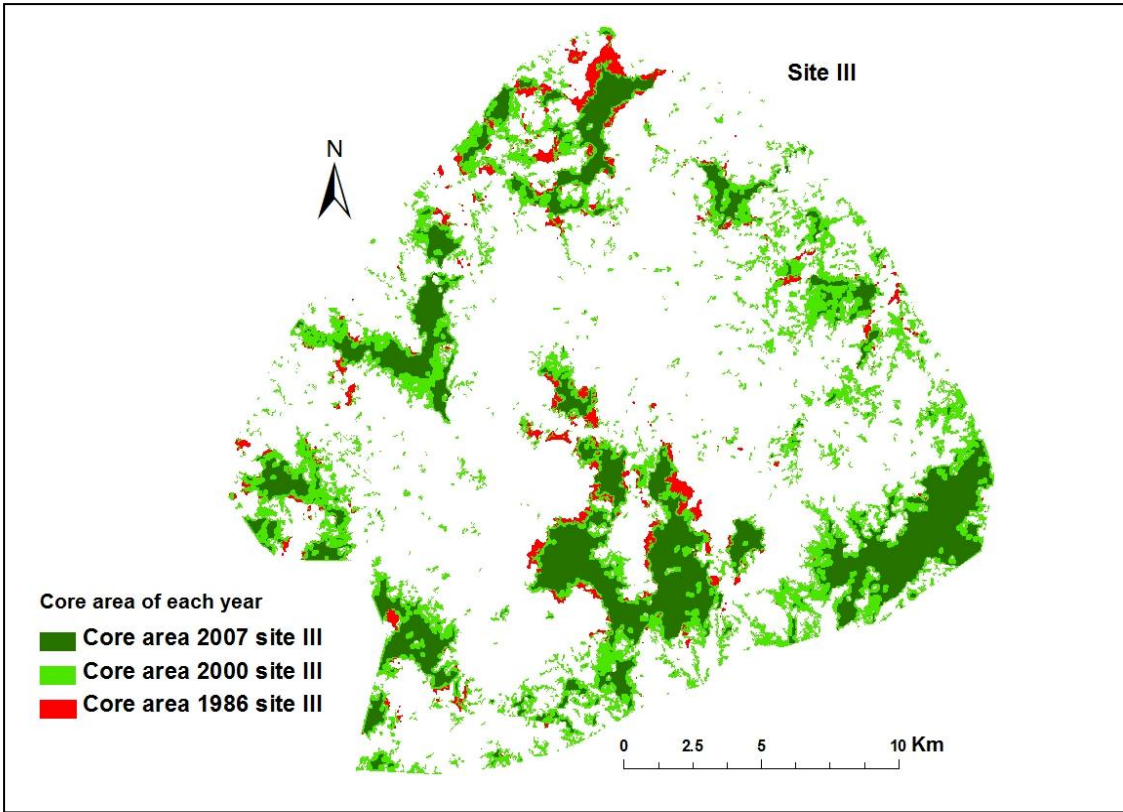 Site III
N
Core area of each year
Core area 2007 site III
Core area 2000 site III
Core area 1986 site III
0 2.5 5 10 Km